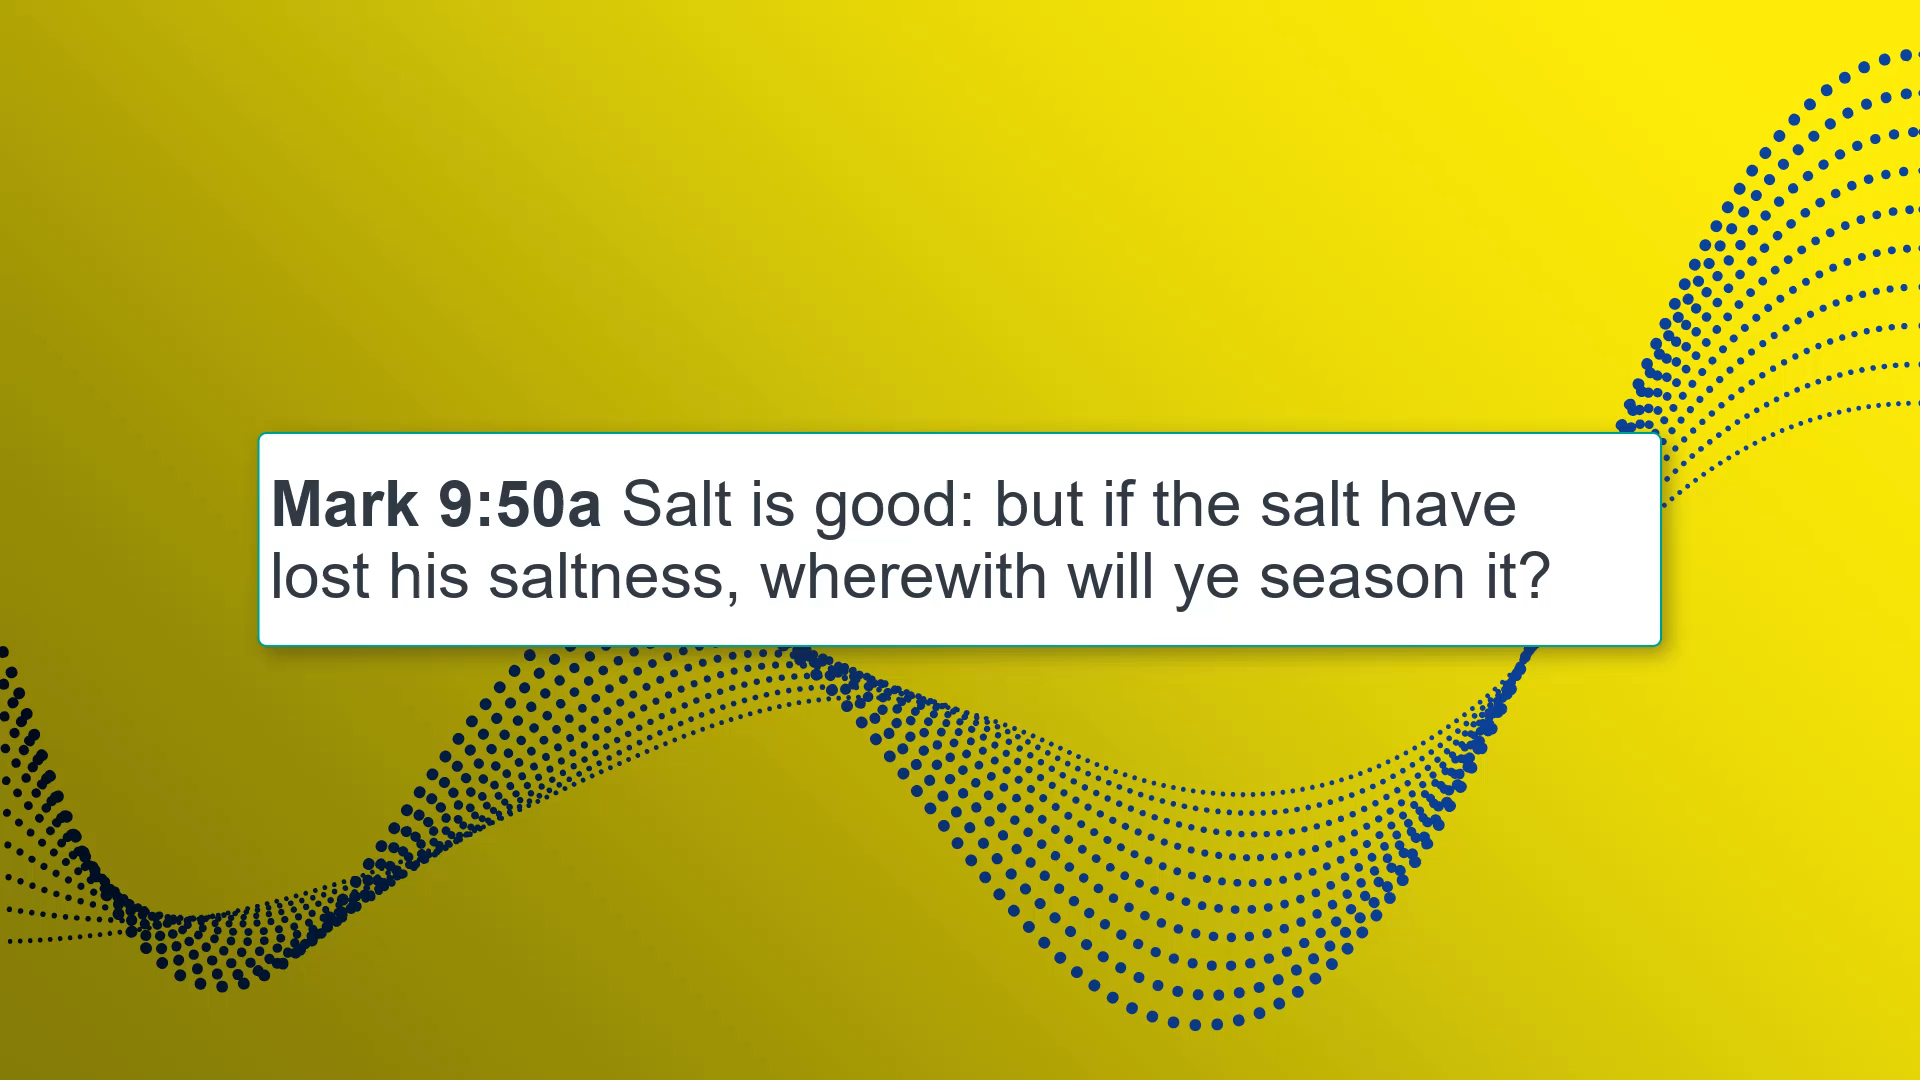 Mark 9:50a Salt is good: but if the salt have
lost his saltness, wherewith will ye season it?